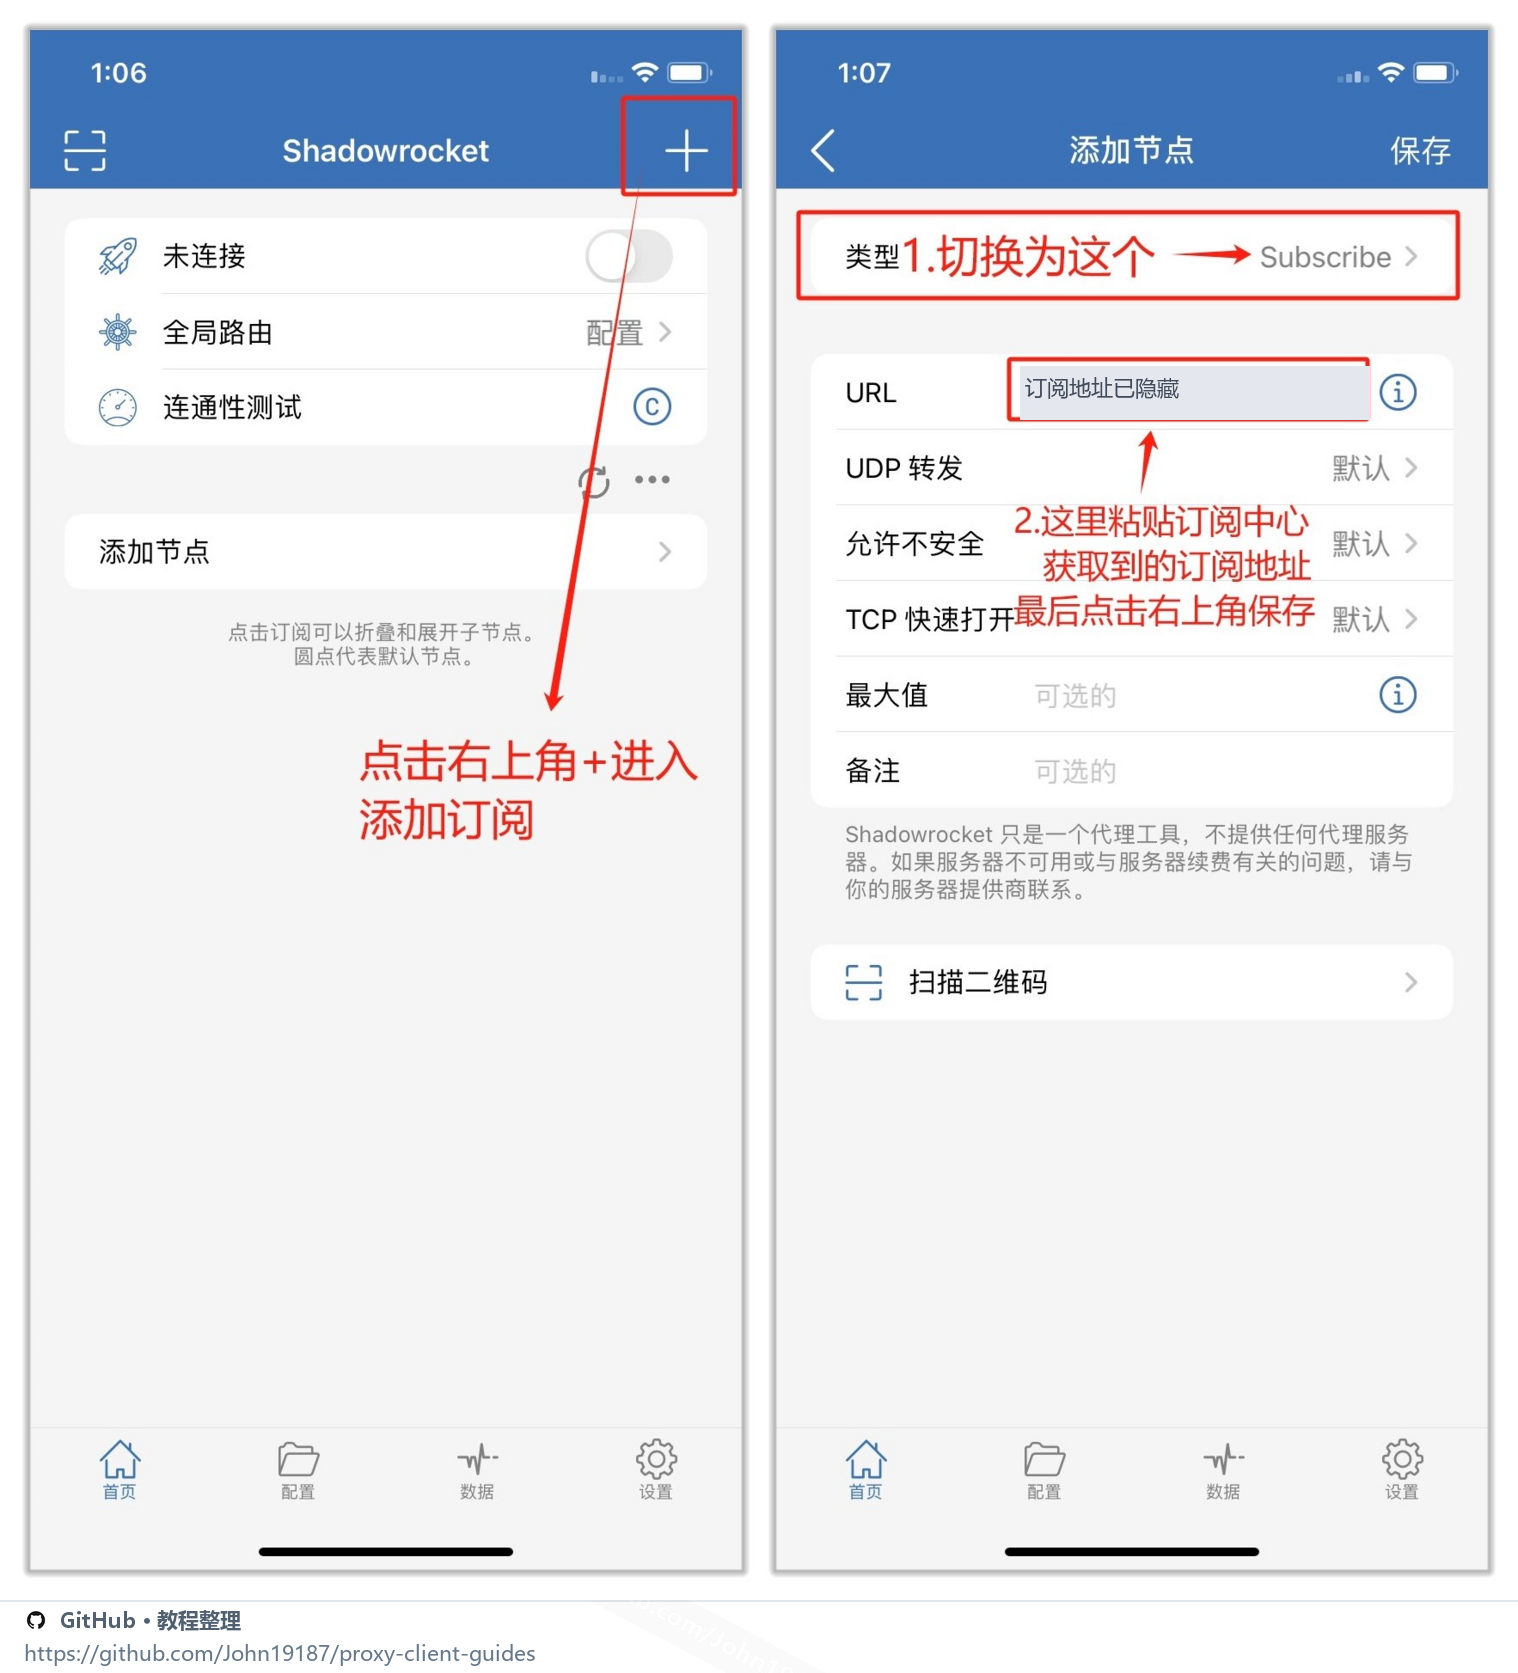 1:06
Shadowrocket
未连接
全局路由
配置
连通性测试
C
添加节点
点击订阅可以折叠和展开子节点。
圆点代表默认节点。
点击右上角+进入
添加订阅
首页
配置
数据
设置
1:07
添加节点
保存
类型
1.切换为这个
Subscribe
URL
订阅地址已隐藏
UDP 转发
默认
2.这里粘贴订阅中心
允许不安全
默认
获取到的订阅地址
TCP 快速打开
最后点击右上角保存
默认
最大值
可选的
备注
可选的
Shadowrocket 只是一个代理工具，不提供任何代理服务
器。如果服务器不可用或与服务器续费有关的问题，请与
你的服务器提供商联系。
扫描二维码
首页
配置
数据
设置
GitHub • 教程整理
https://github.com/John19187/proxy-client-guides